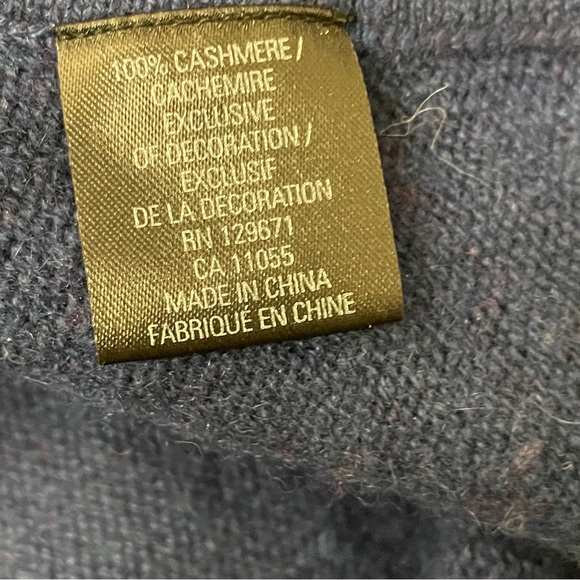 100% CASHMERE /
CACHEMIRE
EXCLUSIVE
OF DECORATION /
EXCLUSIF
DE LA DECORATION
RN 129671
CA 11055
MADE IN CHINA
FABRIQUÉ EN CHINE